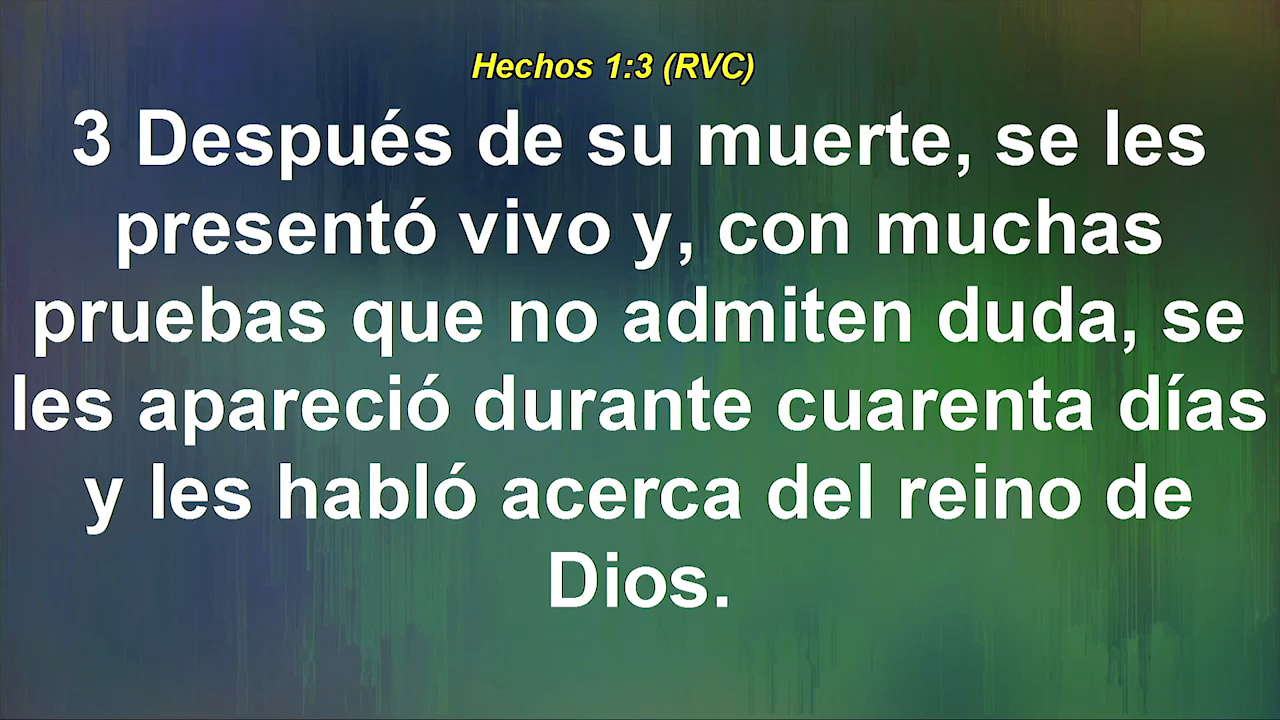 Hechos 1:3 (RVC)
3 Después de su muerte, se les
presentó vivo y, con muchas
pruebas que no admiten duda, se
les apareció durante cuarenta días
y les habló acerca del reino de
Dios.